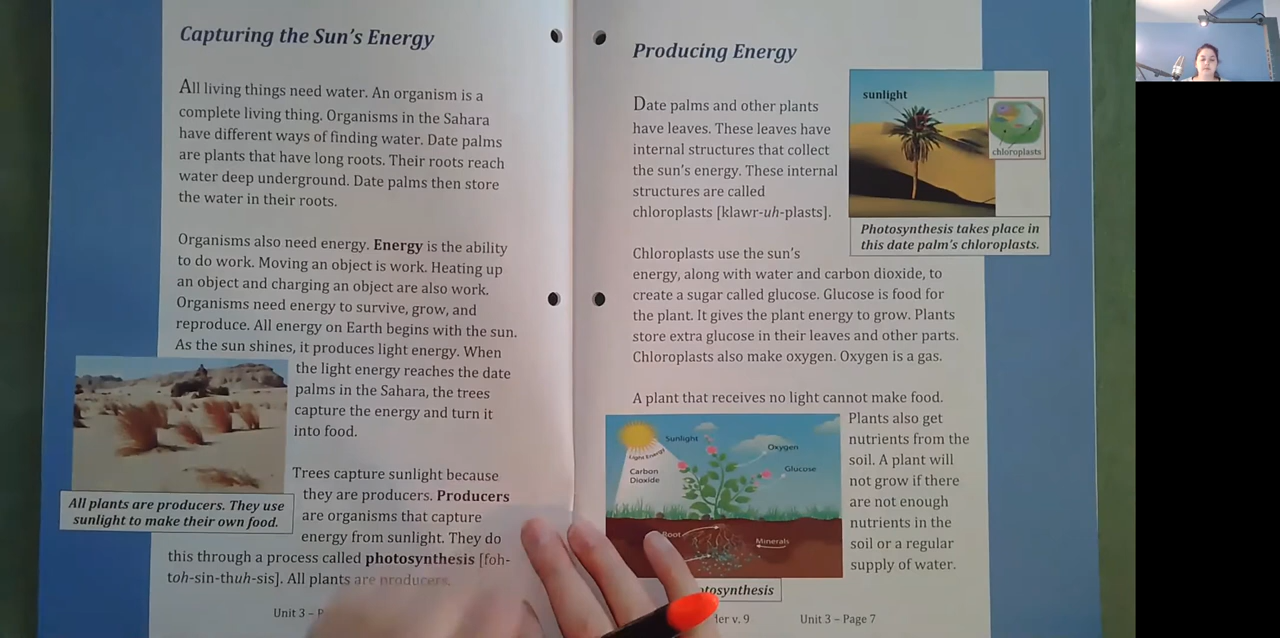 Capturing the Sun's Energy
All living things need water. An organism is a
complete living thing. Organisms in the Sahara
have different ways of finding water. Date palms
are plants that have long roots. Their roots reach
water deep underground. Date palms then store
the water in their roots.
Organisms also need energy. Energy is the ability
to do work. Moving an object is work. Heating up
an object and charging an object are also work.
Organisms need energy to survive, grow, and
reproduce. All energy on Earth begins with the sun.
As the sun shines, it produces light energy. When
the light energy reaches the date
palms in the Sahara, the trees
capture the energy and turn it
into food.
All plants are producers. They use
sunlight to make their own food.
Trees capture sunlight because
they are producers. Producers
are organisms that capture
energy from sunlight. They do
this through a process called photosynthesis [foh-
toh-sin-thuh-sis]. All plants are producers.
Unit 3 – P
Producing Energy
Date palms and other plants
have leaves. These leaves have
internal structures that collect
the sun's energy. These internal
structures are called
chloroplasts [klawr-uh-plasts].
sunlight
chloroplasts
Photosynthesis takes place in
this date palm's chloroplasts.
Chloroplasts use the sun's
energy, along with water and carbon dioxide, to
create a sugar called glucose. Glucose is food for
the plant. It gives the plant energy to grow. Plants
store extra glucose in their leaves and other parts.
Chloroplasts also make oxygen. Oxygen is a gas.
A plant that receives no light cannot make food.
Plants also get
nutrients from the
soil. A plant will
not grow if there
are not enough
nutrients in the
soil or a regular
supply of water.
Sunlight
Light Energy
Oxygen
Carbon
Dioxide
Glucose
Root
Minerals
otosynthesis
der v. 9
Unit 3 – Page 7